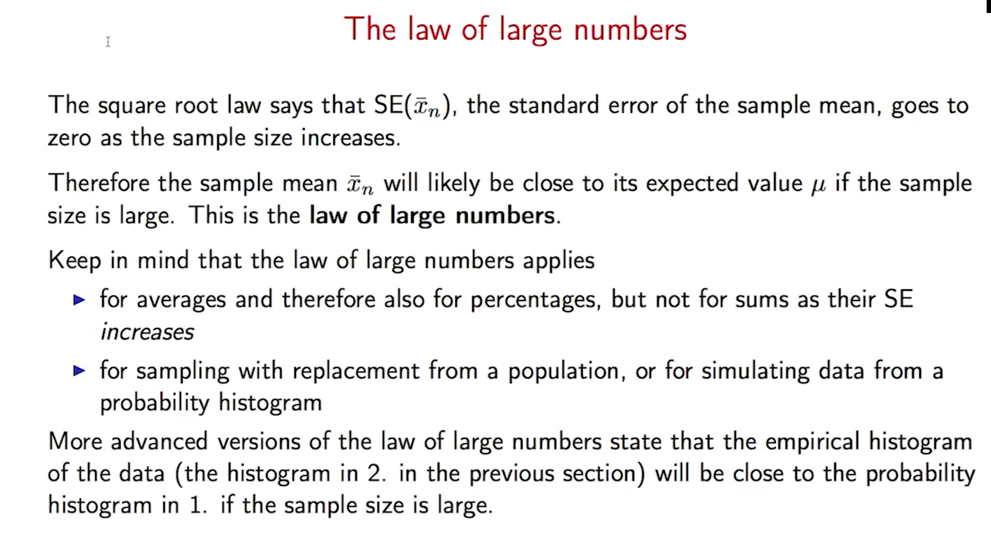 The law of large numbers
The square root law says that SE(x̄ₙ), the standard error of the sample mean, goes to
zero as the sample size increases.
Therefore the sample mean x̄ₙ will likely be close to its expected value μ if the sample
size is large. This is the law of large numbers.
Keep in mind that the law of large numbers applies
▶ for averages and therefore also for percentages, but not for sums as their SE
increases
▶ for sampling with replacement from a population, or for simulating data from a
probability histogram
More advanced versions of the law of large numbers state that the empirical histogram
of the data (the histogram in 2. in the previous section) will be close to the probability
histogram in 1. if the sample size is large.